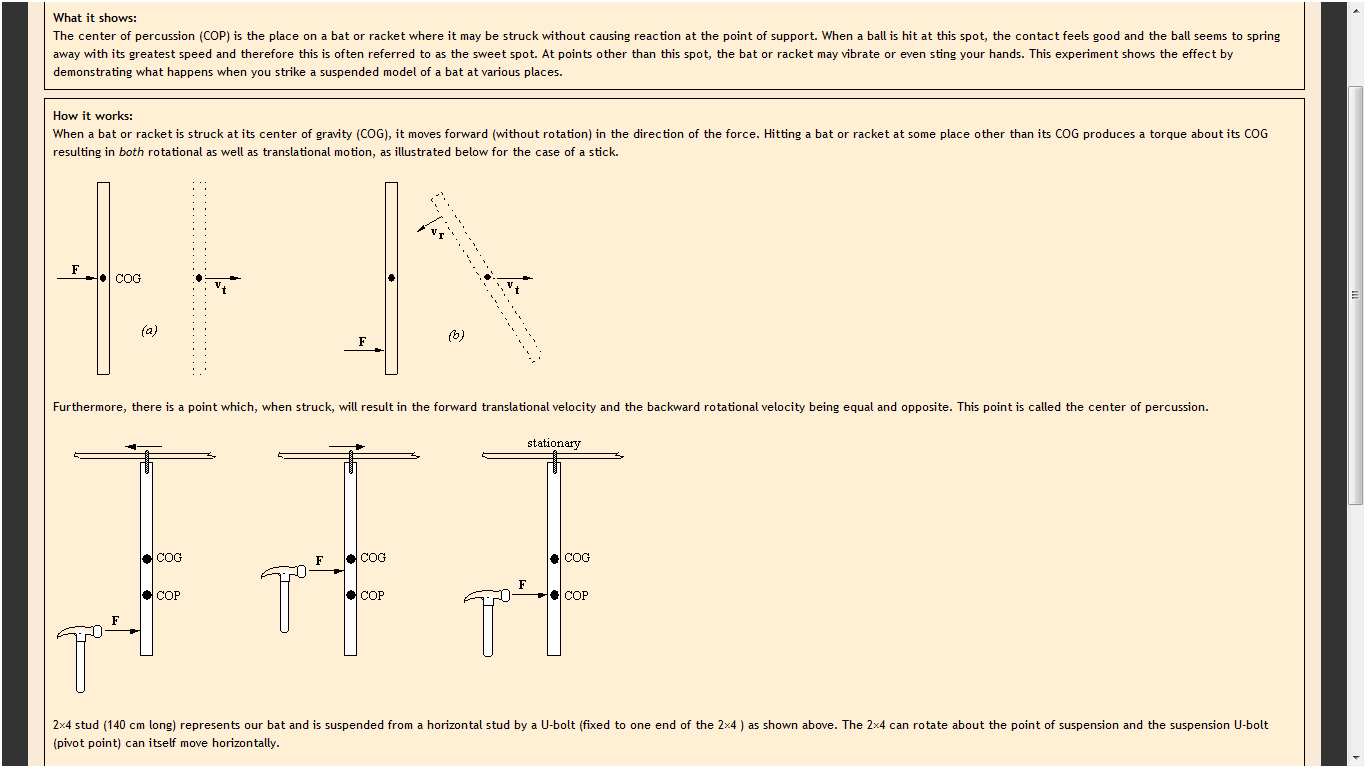 What it shows:
The center of percussion (COP) is the place on a bat or racket where it may be struck without causing reaction at the point of support. When a ball is hit at this spot, the contact feels good and the ball seems to spring
away with its greatest speed and therefore this is often referred to as the sweet spot. At points other than this spot, the bat or racket may vibrate or even sting your hands. This experiment shows the effect by
demonstrating what happens when you strike a suspended model of a bat at various places.
How it works:
When a bat or racket is struck at its center of gravity (COG), it moves forward (without rotation) in the direction of the force. Hitting a bat or racket at some place other than its COG produces a torque about its COG
resulting in both rotational as well as translational motion, as illustrated below for the case of a stick.
F
COG
vt
(a)
vr
vt
F
(b)
Furthermore, there is a point which, when struck, will result in the forward translational velocity and the backward rotational velocity being equal and opposite. This point is called the center of percussion.
COG
COP
F
F
COG
COP
stationary
COG
F
COP
2×4 stud (140 cm long) represents our bat and is suspended from a horizontal stud by a U-bolt (fixed to one end of the 2×4 ) as shown above. The 2×4 can rotate about the point of suspension and the suspension U-bolt
(pivot point) can itself move horizontally.